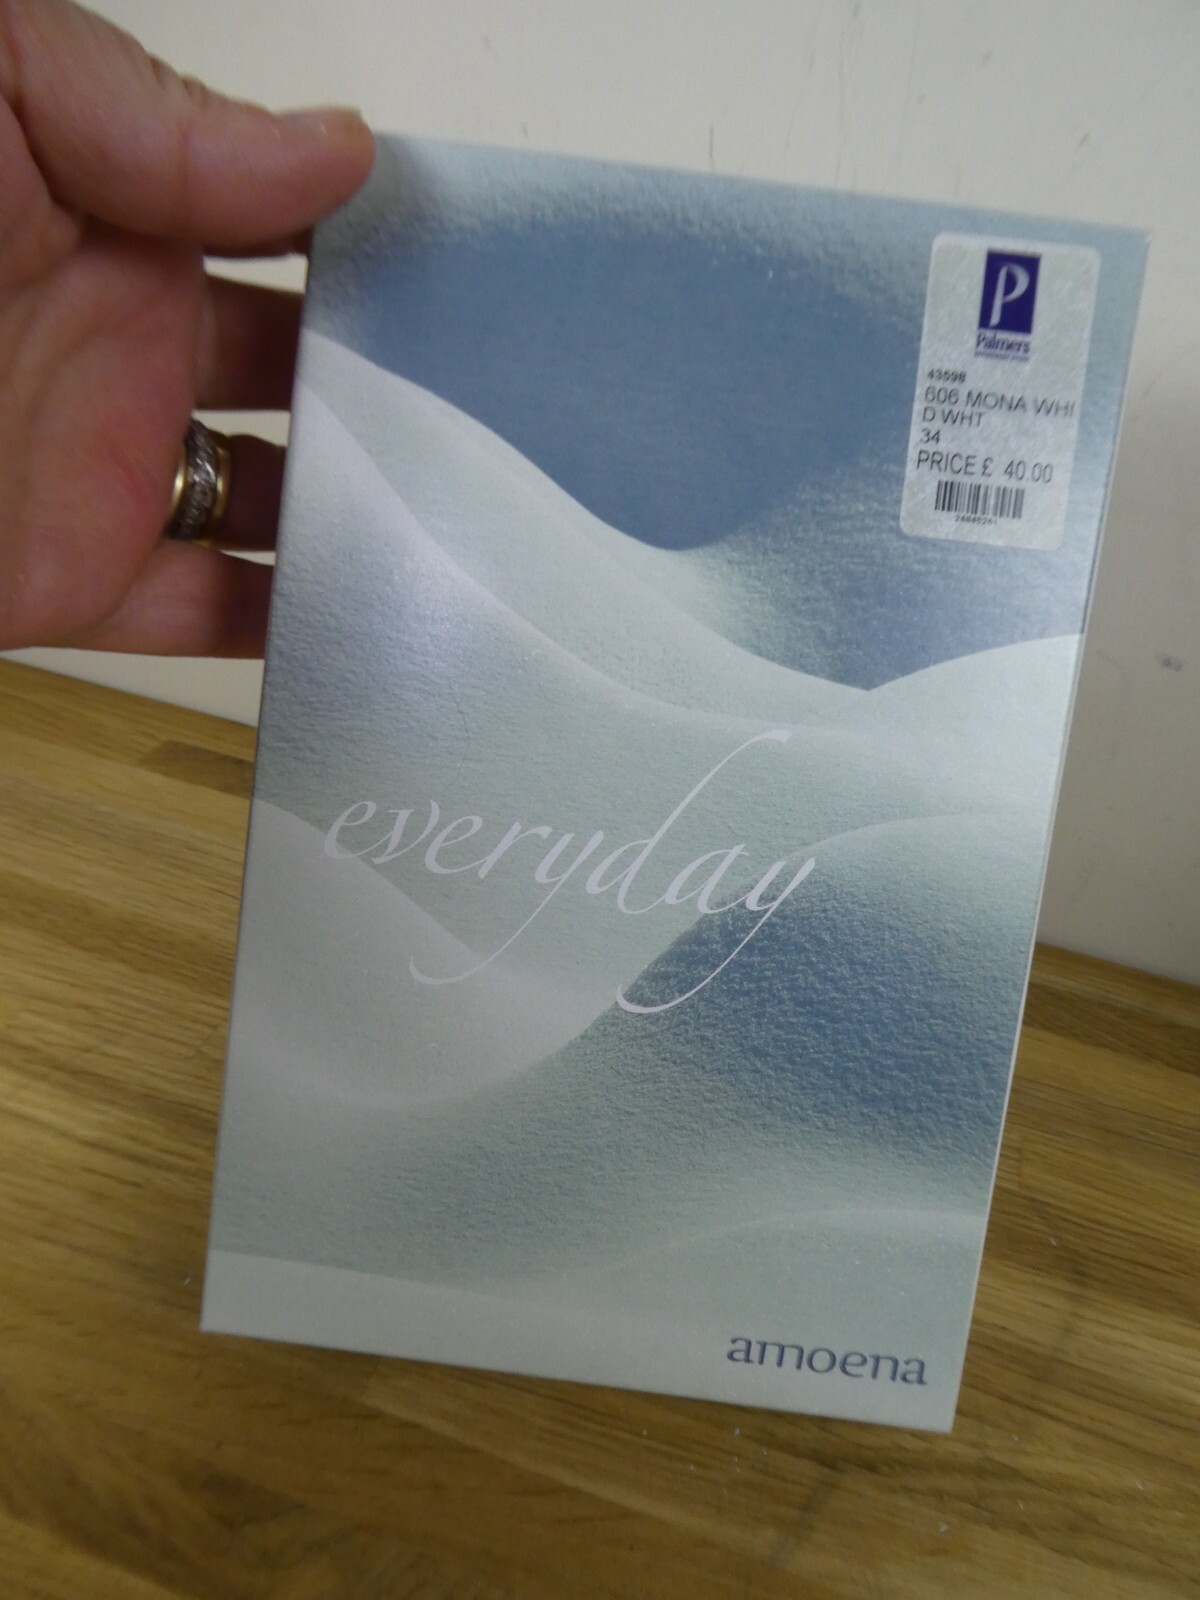 P
Palmers
43598
606 MONA WHI
D WHT
34
PRICE £ 40.00
everyday
amoena